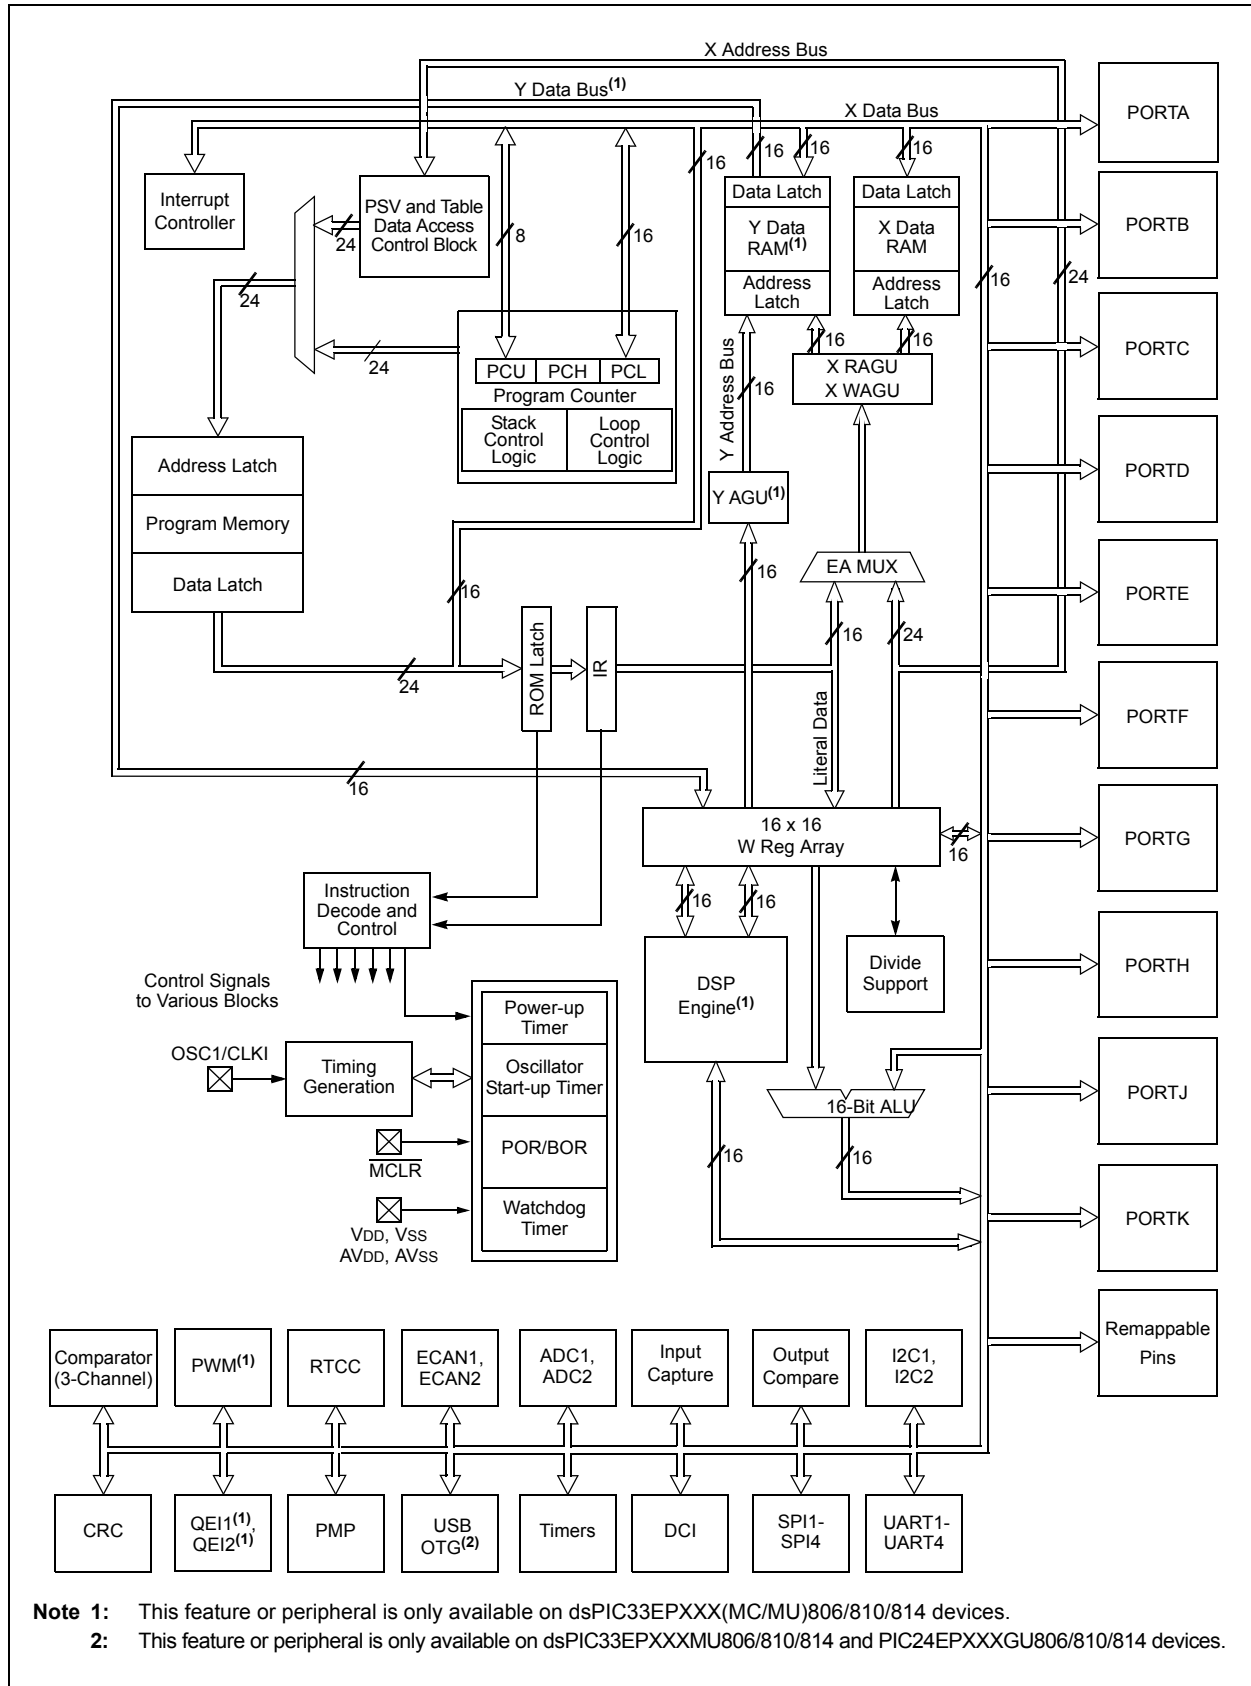 X Address Bus
Y Data Bus(1)
X Data Bus
PORTA
16
16
16
16
Interrupt
Controller
PSV and Table
Data Access
Control Block
24
8
16
Data Latch
Y Data
RAM(1)
Address
Latch
Data Latch
X Data
RAM
Address
Latch
PORTB
16
24
24
24
PCU
PCH
PCL
Program Counter
Stack
Control
Logic
Loop
Control
Logic
16
16
X RAGU
X WAGU
Y Address Bus
16
PORTC
Address Latch
Program Memory
Data Latch
Y AGU(1)
PORTD
16
EA MUX
PORTE
16
16
24
24
ROM Latch
IR
Literal Data
PORTF
16
16 x 16
W Reg Array
16
PORTG
Instruction
Decode and
Control
16
16
DSP
Engine(1)
Divide
Support
PORTH
Control Signals
to Various Blocks
Power-up
Timer
OSC1/CLKI
Timing
Generation
Oscillator
Start-up Timer
16-Bit ALU
PORTJ
MCLR
POR/BOR
16
16
VDD, VSS
AVDD, AVSS
Watchdog
Timer
PORTK
Remappable
Pins
Comparator
(3-Channel)
PWM(1)
RTCC
ECAN1,
ECAN2
ADC1,
ADC2
Input
Capture
Output
Compare
I2C1,
I2C2
CRC
QEI1(1),
QEI2(1)
PMP
USB
OTG(2)
Timers
DCI
SPI1-
SPI4
UART1-
UART4
Note 1: This feature or peripheral is only available on dsPIC33EPXXX(MC/MU)806/810/814 devices.
2: This feature or peripheral is only available on dsPIC33EPXXXMU806/810/814 and PIC24EPXXXGU806/810/814 devices.